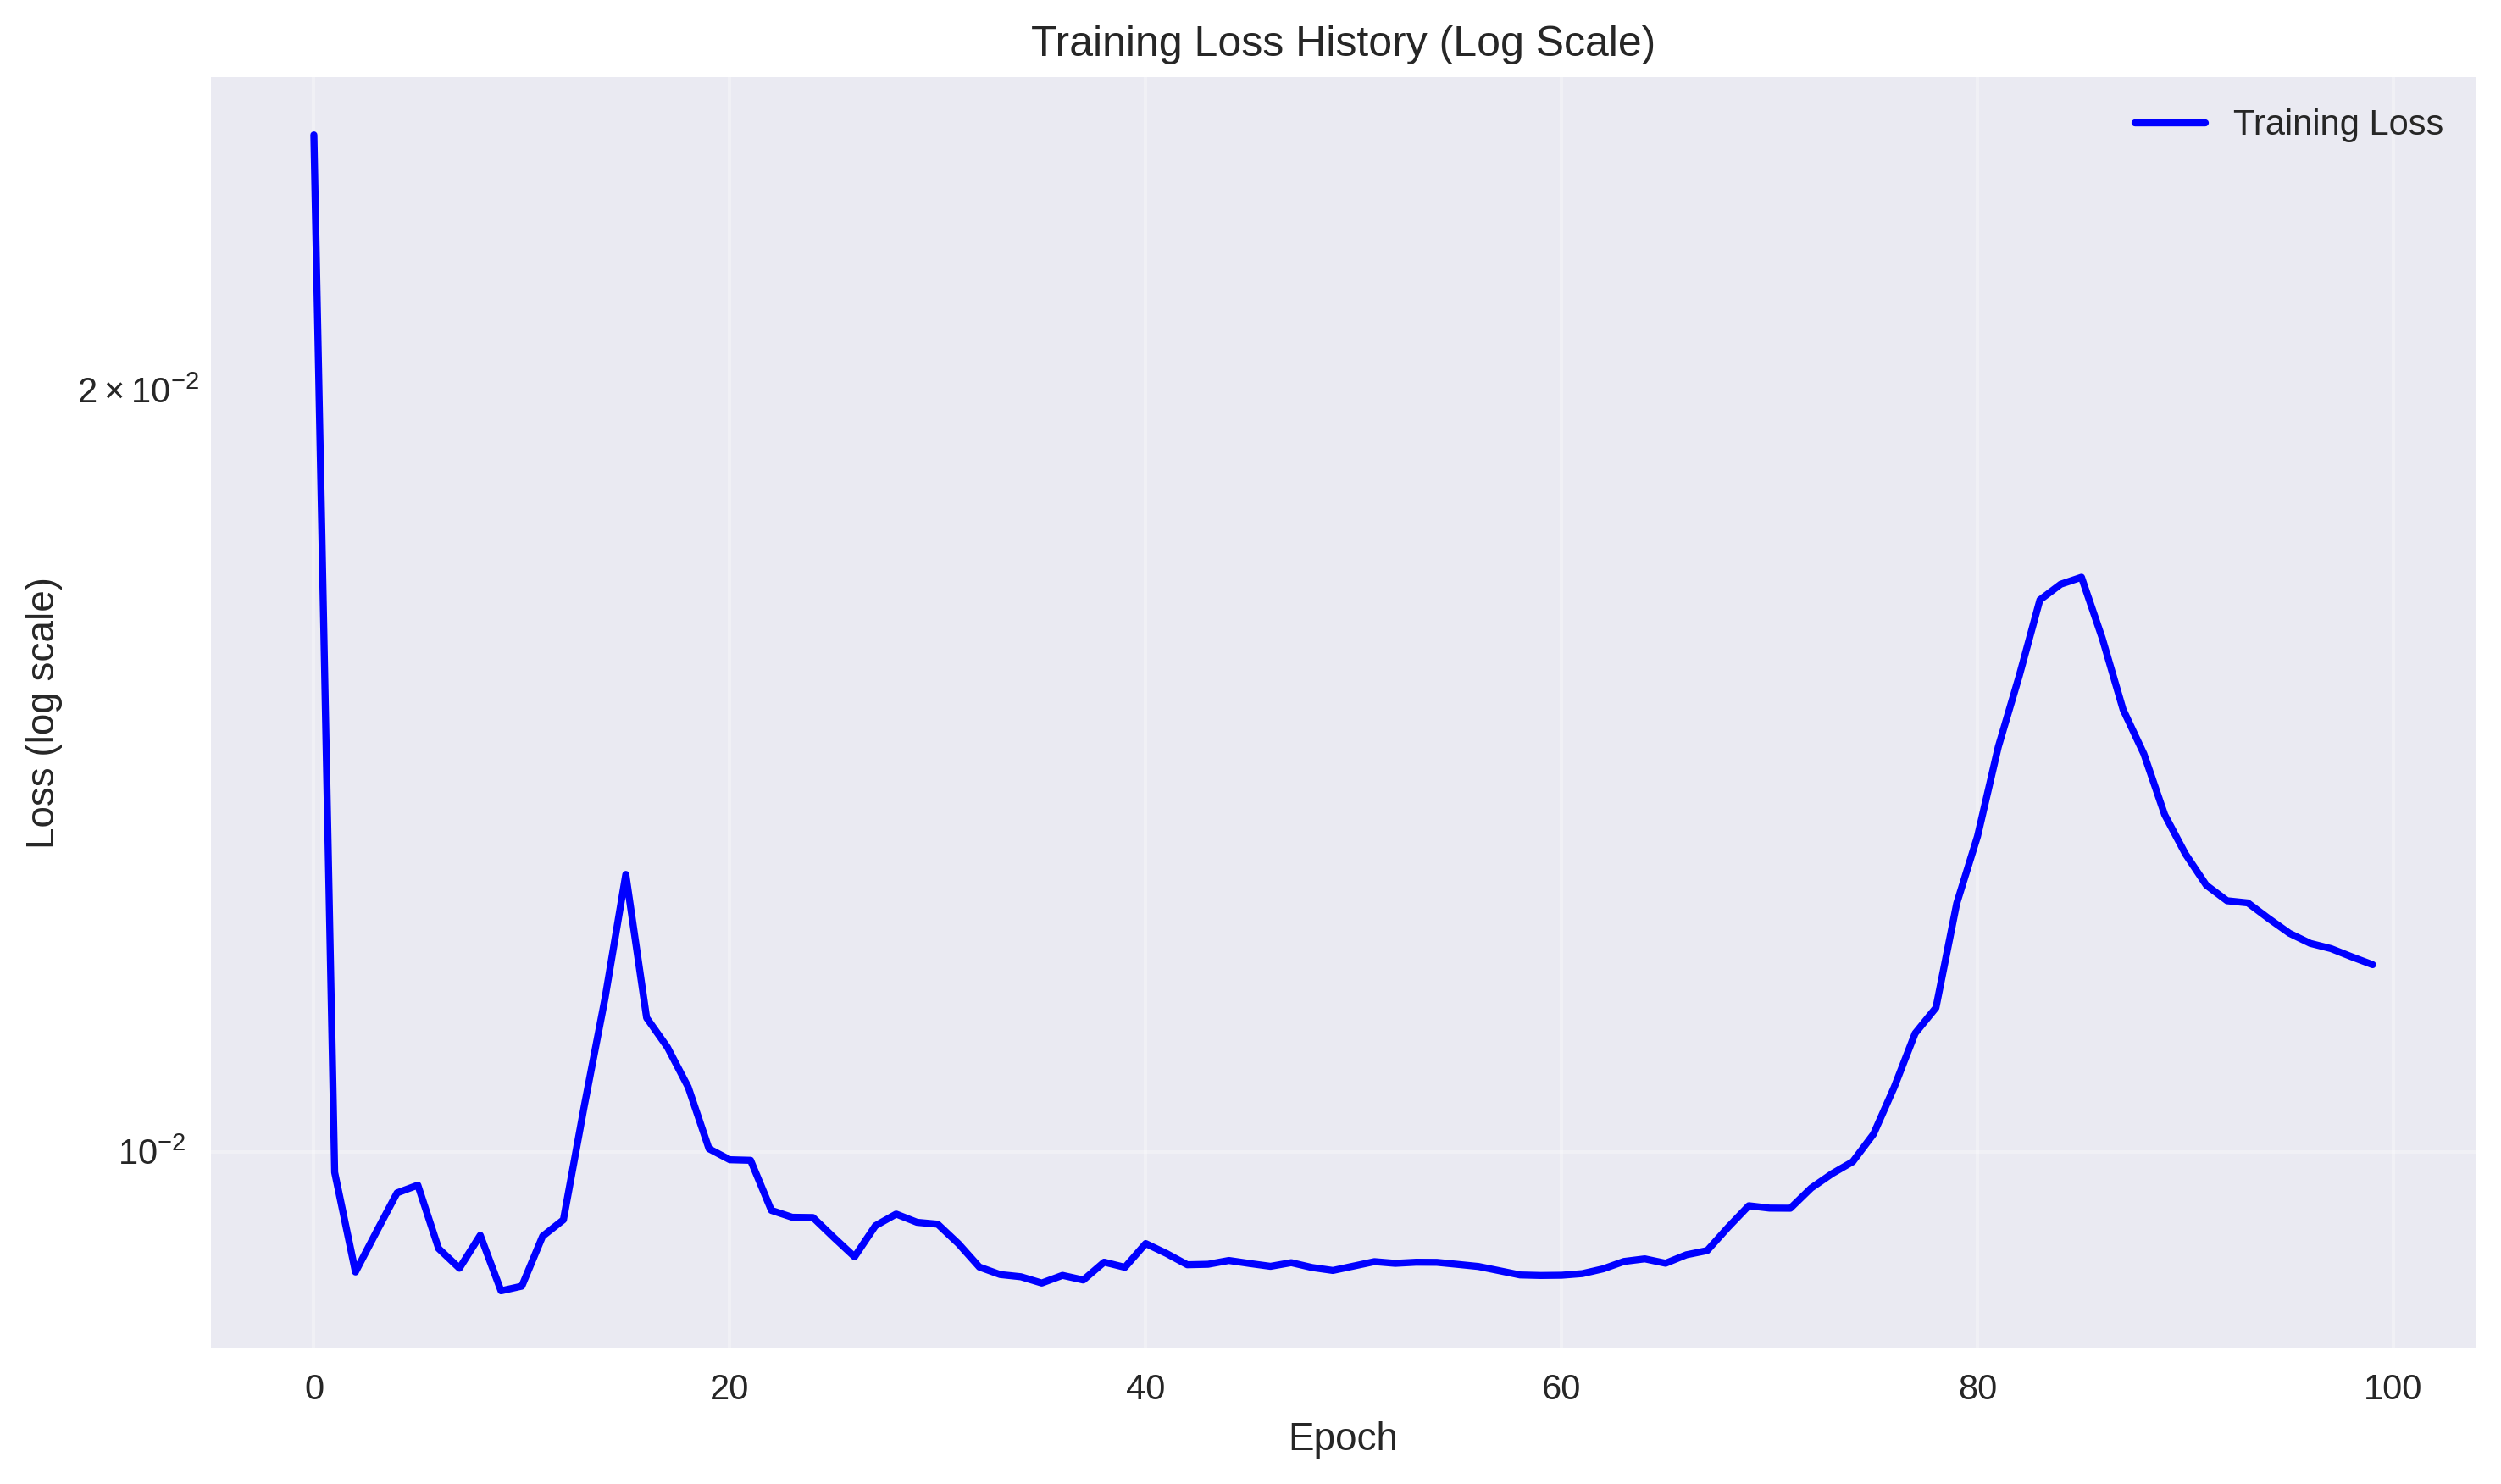 Training Loss History (Log Scale)
Training Loss
2 × 10⁻²
10⁻²
Loss (log scale)
0 20 40 60 80 100
Epoch